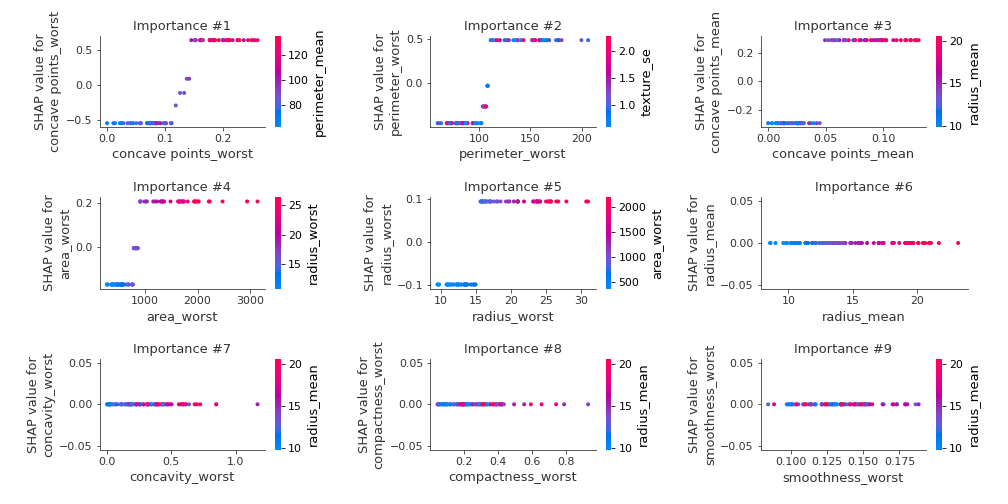 Importance #1
SHAP value for
concave points_worst
0.5
0.0
−0.5
0.0
0.1
0.2
concave points_worst
120
100
80
perimeter_mean
Importance #2
SHAP value for
perimeter_worst
0.5
0.0
100
150
200
perimeter_worst
2.0
1.5
1.0
texture_se
Importance #3
SHAP value for
concave points_mean
0.2
0.0
−0.2
0.00
0.05
0.10
concave points_mean
20
15
10
radius_mean
Importance #4
SHAP value for
area_worst
0.2
0.0
1000
2000
3000
area_worst
25
20
15
radius_worst
Importance #5
SHAP value for
radius_worst
0.1
0.0
−0.1
10
15
20
25
30
radius_worst
2000
1500
1000
500
area_worst
Importance #6
SHAP value for
radius_mean
0.05
0.00
−0.05
10
15
20
radius_mean
Importance #7
SHAP value for
concavity_worst
0.05
0.00
−0.05
0.0
0.5
1.0
concavity_worst
20
15
10
radius_mean
Importance #8
SHAP value for
compactness_worst
0.05
0.00
−0.05
0.2
0.4
0.6
0.8
compactness_worst
20
15
10
radius_mean
Importance #9
SHAP value for
smoothness_worst
0.05
0.00
−0.05
0.100
0.125
0.150
0.175
smoothness_worst
20
15
10
radius_mean